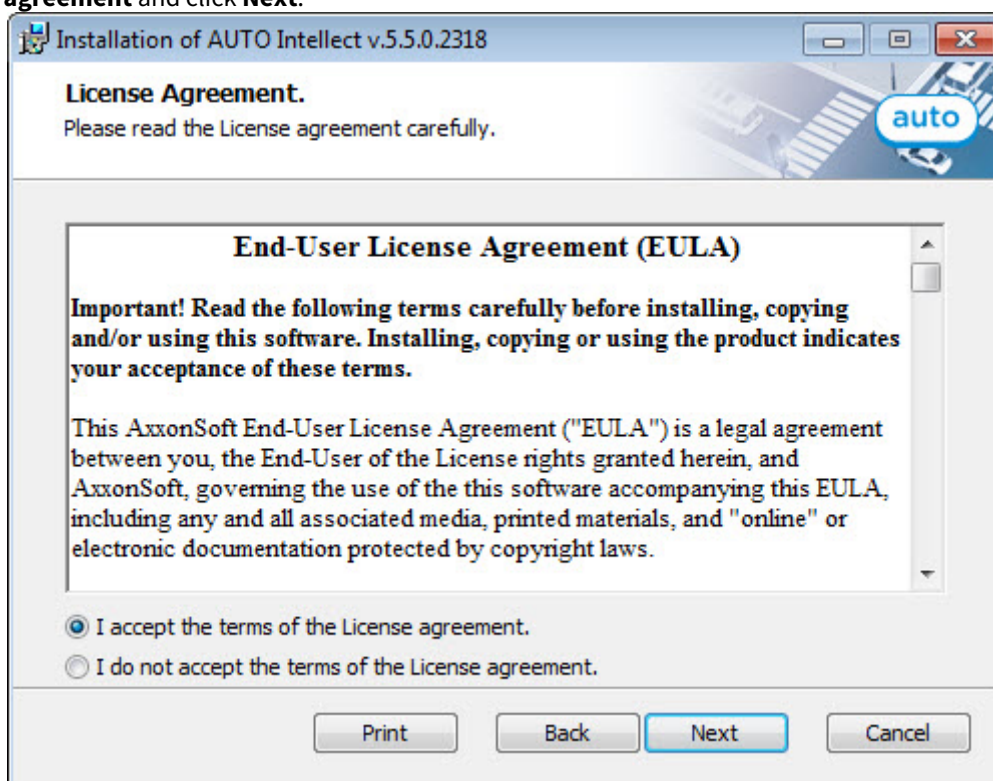 agreement and click Next.
Installation of AUTO Intellect v.5.5.0.2318
License Agreement.
Please read the License agreement carefully.
auto
End-User License Agreement (EULA)
Important! Read the following terms carefully before installing, copying
and/or using this software. Installing, copying or using the product indicates
your acceptance of these terms.
This AxxonSoft End-User License Agreement ("EULA") is a legal agreement
between you, the End-User of the License rights granted herein, and
AxxonSoft, governing the use of the this software accompanying this EULA,
including any and all associated media, printed materials, and "online" or
electronic documentation protected by copyright laws.
I accept the terms of the License agreement.
I do not accept the terms of the License agreement.
Print Back Next Cancel